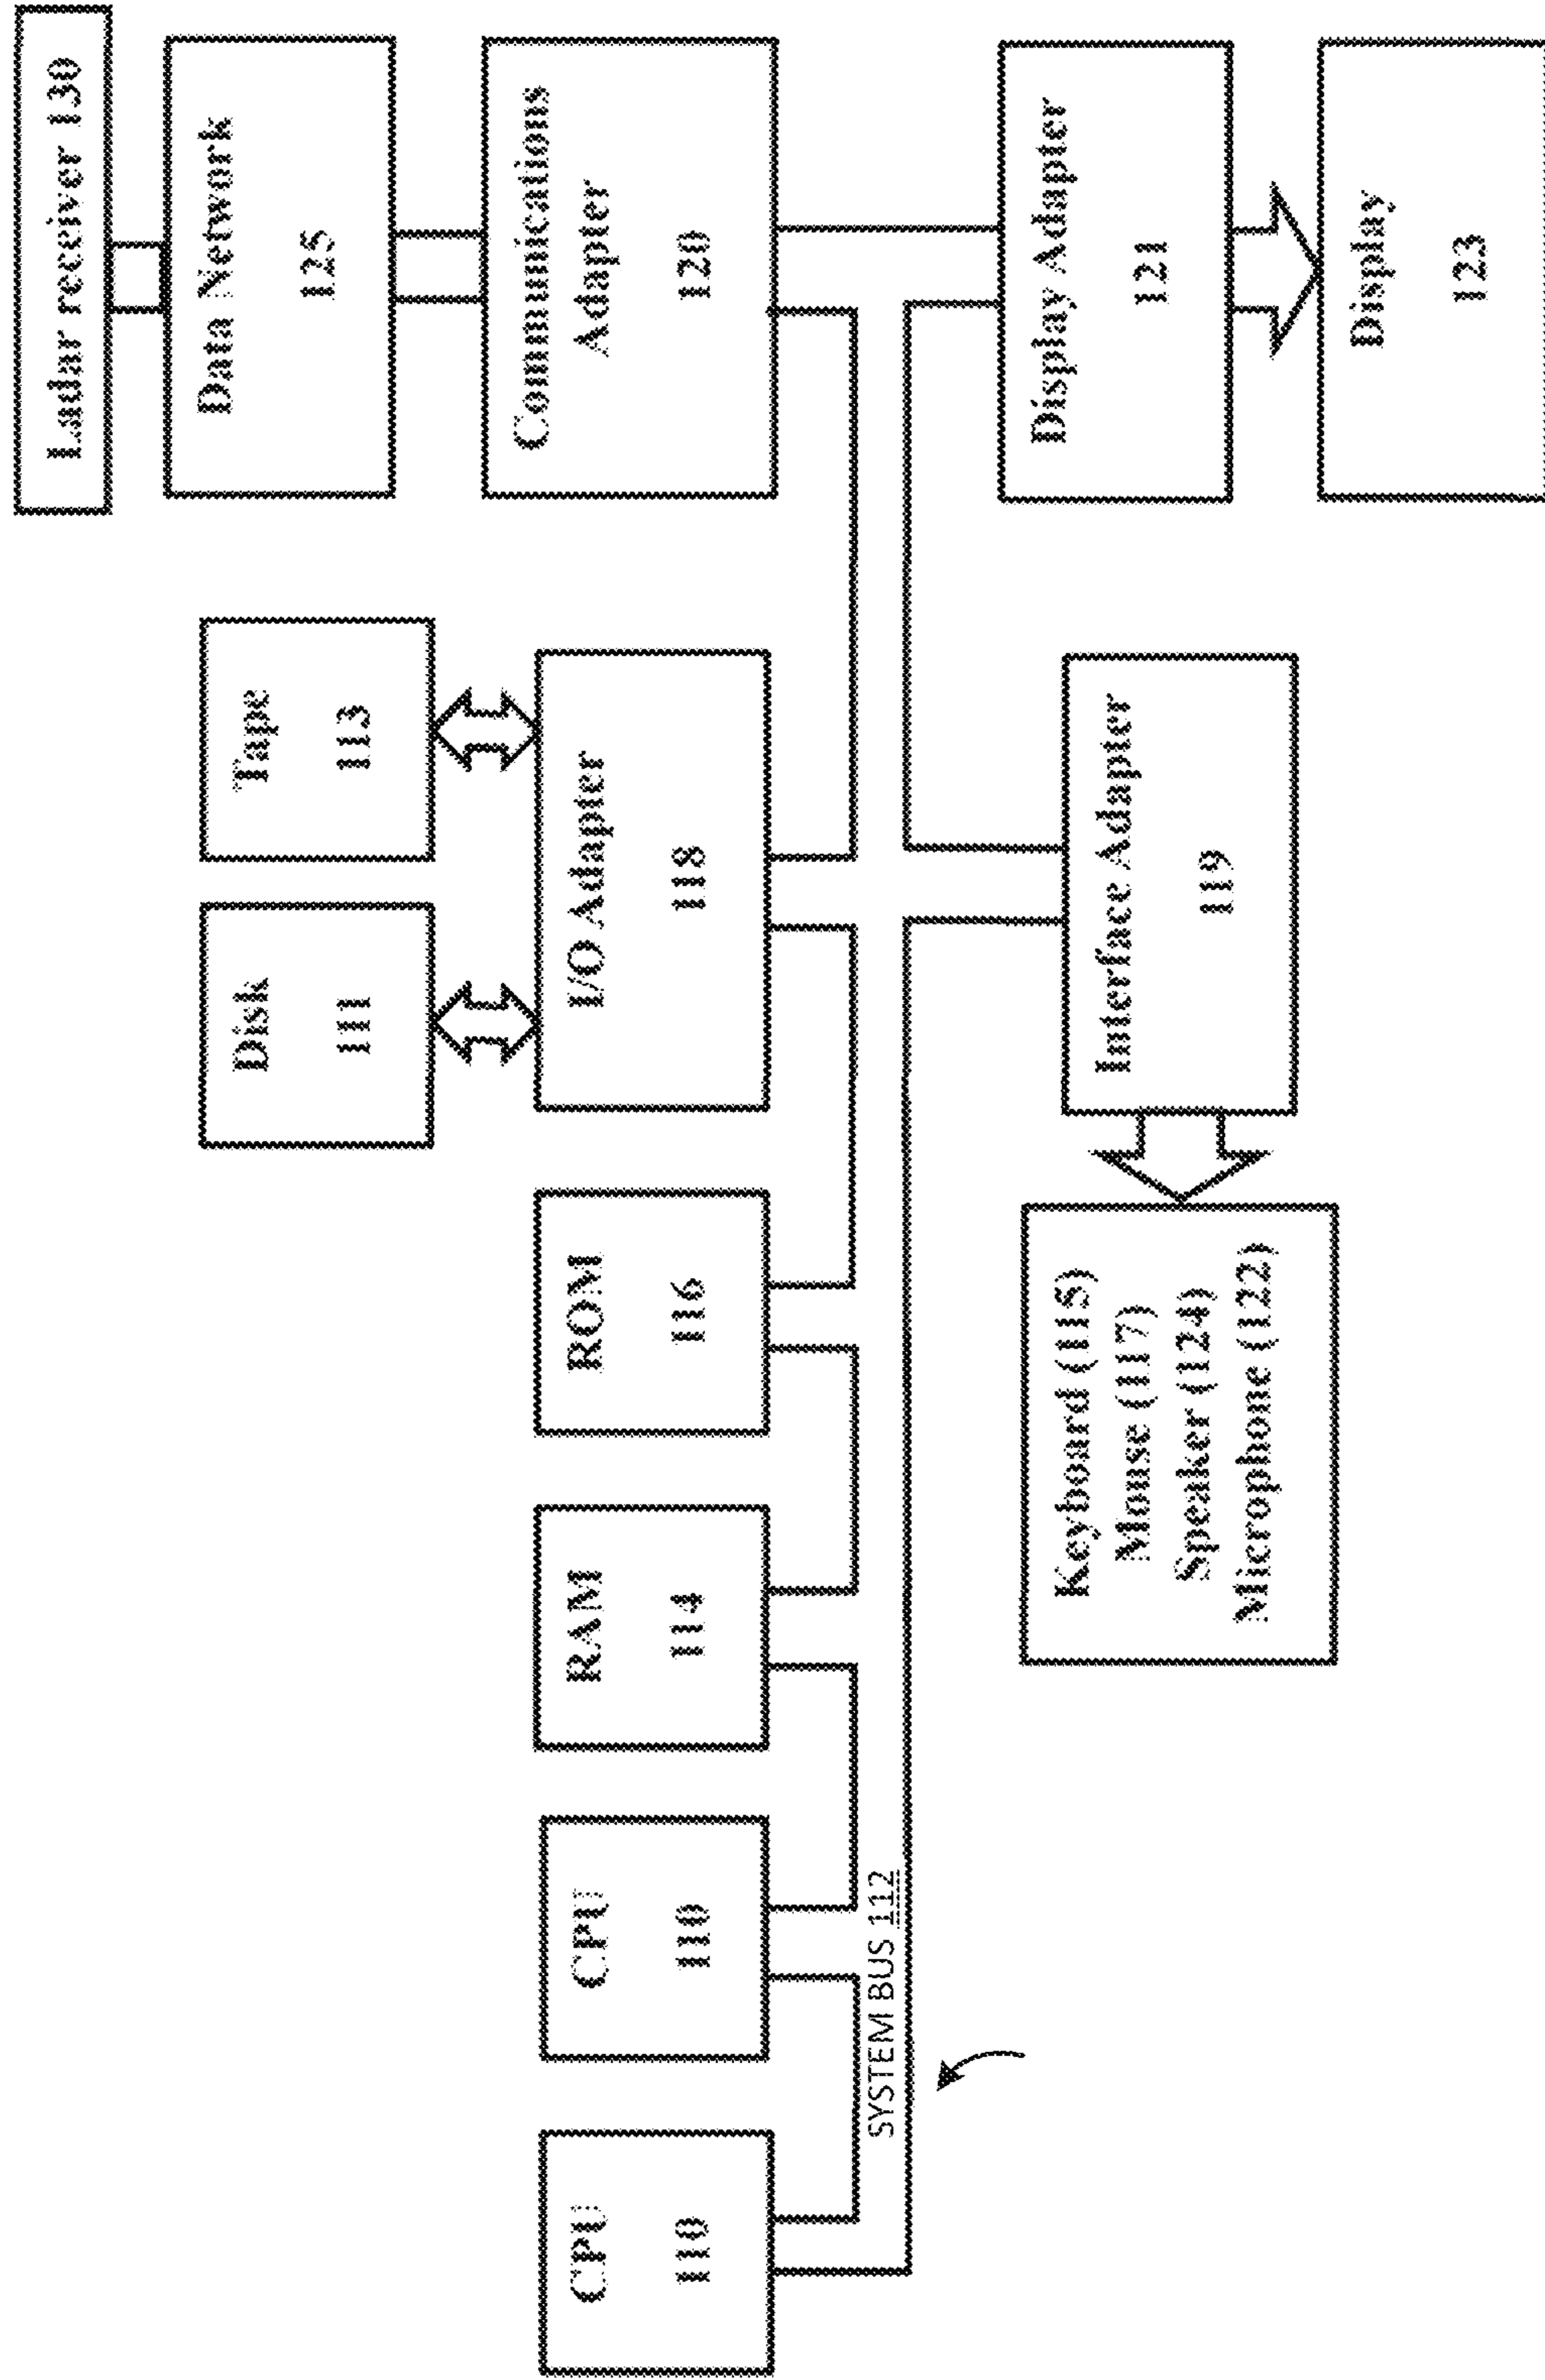 Ladar receiver 130
Data Network
125
Disk
111
Tape
113
CPU
110
CPU
110
RAM
114
ROM
116
I/O Adapter
118
Communications
Adapter
120
SYSTEM BUS 112
Keyboard (115)
Mouse (117)
Speaker (124)
Microphone (122)
Interface Adapter
119
Display Adapter
121
Display
123